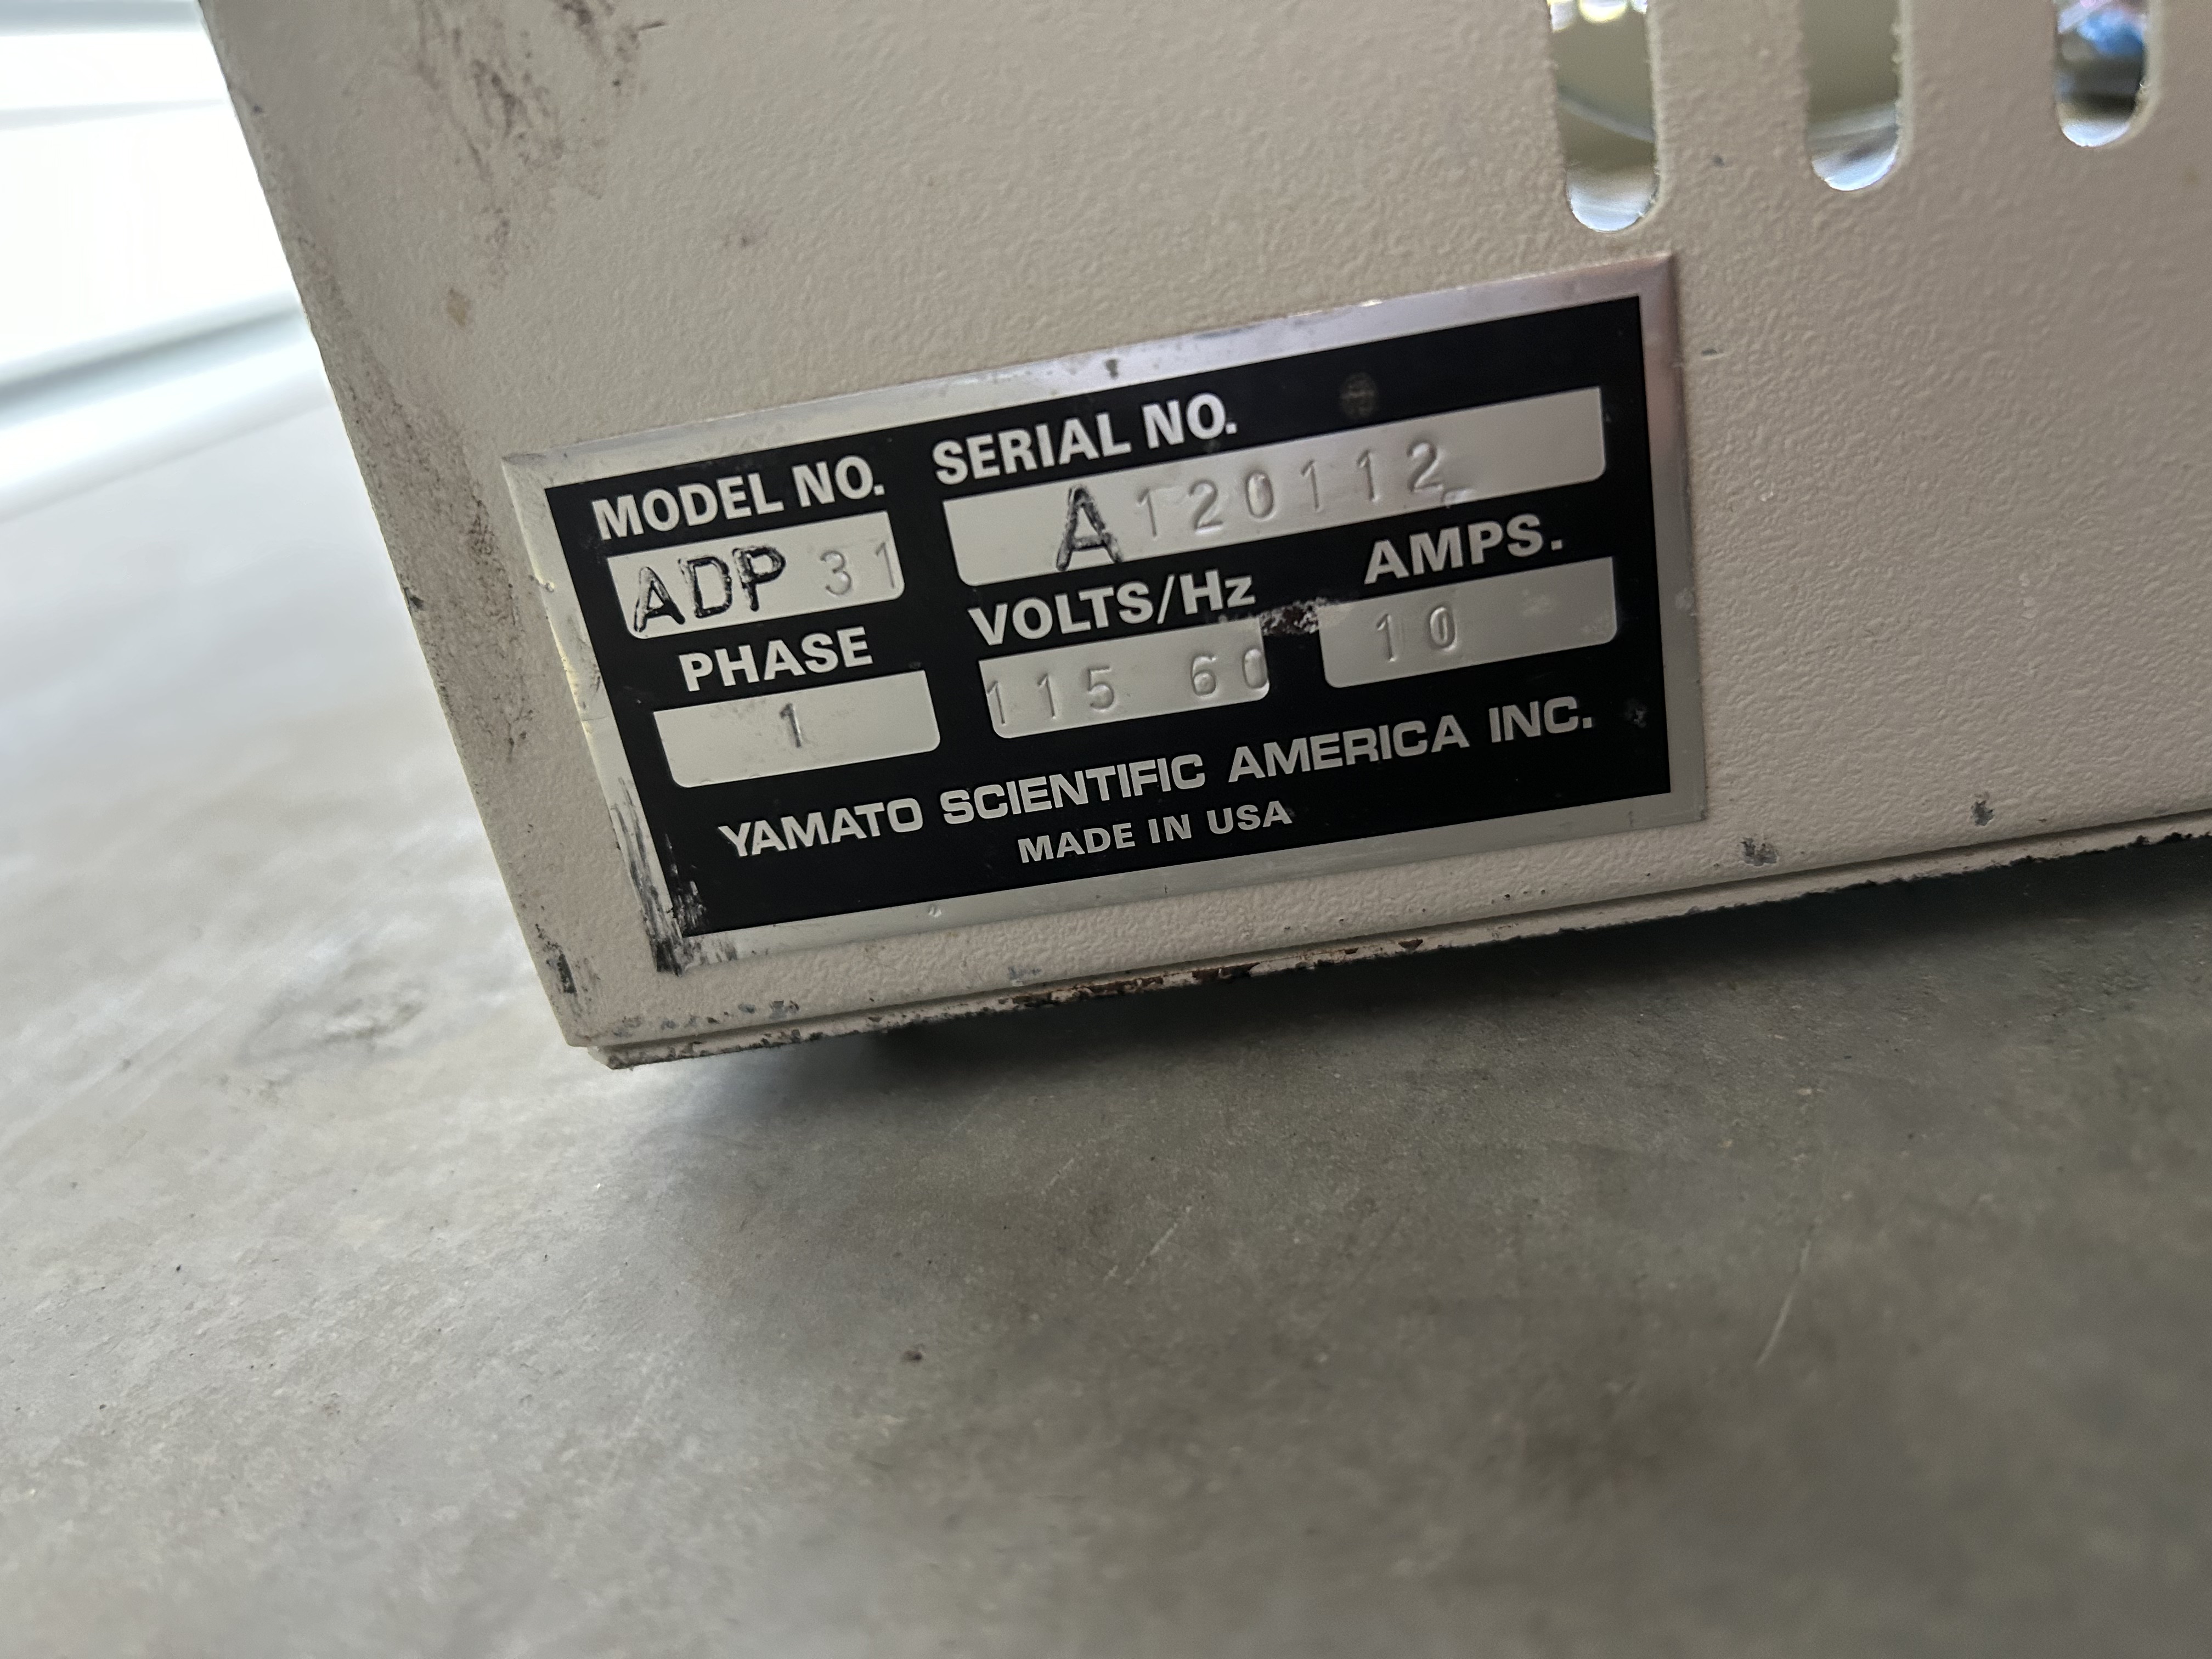 MODEL NO. SERIAL NO.
ADP 31 A120112
PHASE VOLTS/Hz AMPS.
1 115 60 10
YAMATO SCIENTIFIC AMERICA INC.
MADE IN USA